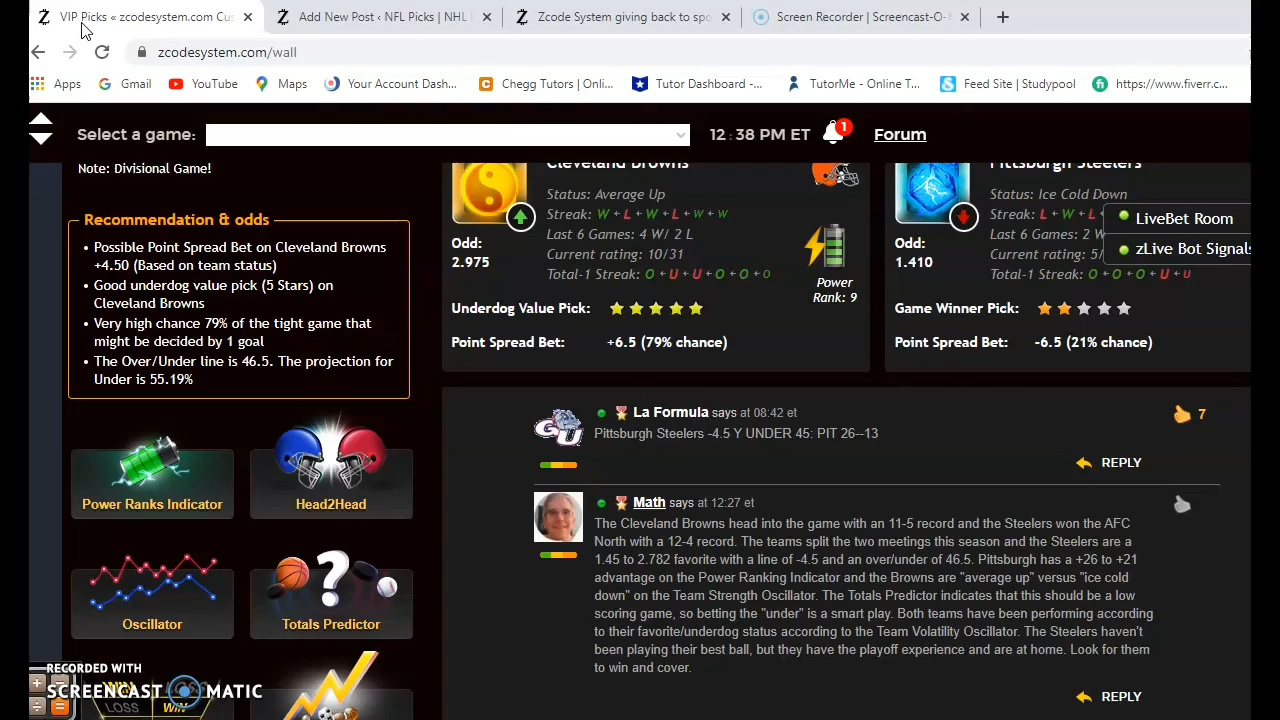 VIP Picks « zcodesystem.com Cus
Add New Post ‹ NFL Picks | NHL
Zcode System giving back to spo
Screen Recorder | Screencast-O-
zcodesystem.com/wall
Apps
Gmail
YouTube
Maps
Your Account Dash...
Chegg Tutors | Onli...
Tutor Dashboard -...
TutorMe - Online T...
Feed Site | Studypool
https://www.fiverr.c...
Select a game:
12:38 PM ET
1
Forum
Note: Divisional Game!
Recommendation & odds
• Possible Point Spread Bet on Cleveland Browns
+4.50 (Based on team status)
• Good underdog value pick (5 Stars) on
Cleveland Browns
• Very high chance 79% of the tight game that
might be decided by 1 goal
• The Over/Under line is 46.5. The projection for
Under is 55.19%
Power Ranks Indicator
Head2Head
Oscillator
Totals Predictor
WIN
LOSS
LOSS
WIN
RECORDED WITH
SCREENCAST MATIC
Cleveland Browns
Status: Average Up
Streak: W - L - W - L - W - W
Last 6 Games: 4 W/ 2 L
Current rating: 10/31
Total-1 Streak: O - U - U - O - O - O
Odd:
2.975
Power
Rank: 9
Underdog Value Pick:
Point Spread Bet: +6.5 (79% chance)
Pittsburgh Steelers
Status: Ice Cold Down
Streak: L - W - L
Last 6 Games: 2 W
Current rating: 5/
Total-1 Streak: O - O - O - U - U
Odd:
1.410
Game Winner Pick:
Point Spread Bet: -6.5 (21% chance)
LiveBet Room
zLive Bot Signals
La Formula says at 08:42 et
7
Pittsburgh Steelers -4.5 Y UNDER 45: PIT 26--13
REPLY
Math says at 12:27 et
The Cleveland Browns head into the game with an 11-5 record and the Steelers won the AFC
North with a 12-4 record. The teams split the two meetings this season and the Steelers are a
1.45 to 2.782 favorite with a line of -4.5 and an over/under of 46.5. Pittsburgh has a +26 to +21
advantage on the Power Ranking Indicator and the Browns are "average up" versus "ice cold
down" on the Team Strength Oscillator. The Totals Predictor indicates that this should be a low
scoring game, so betting the "under" is a smart play. Both teams have been performing according
to their favorite/underdog status according to the Team Volatility Oscillator. The Steelers haven't
been playing their best ball, but they have the playoff experience and are at home. Look for them
to win and cover.
REPLY